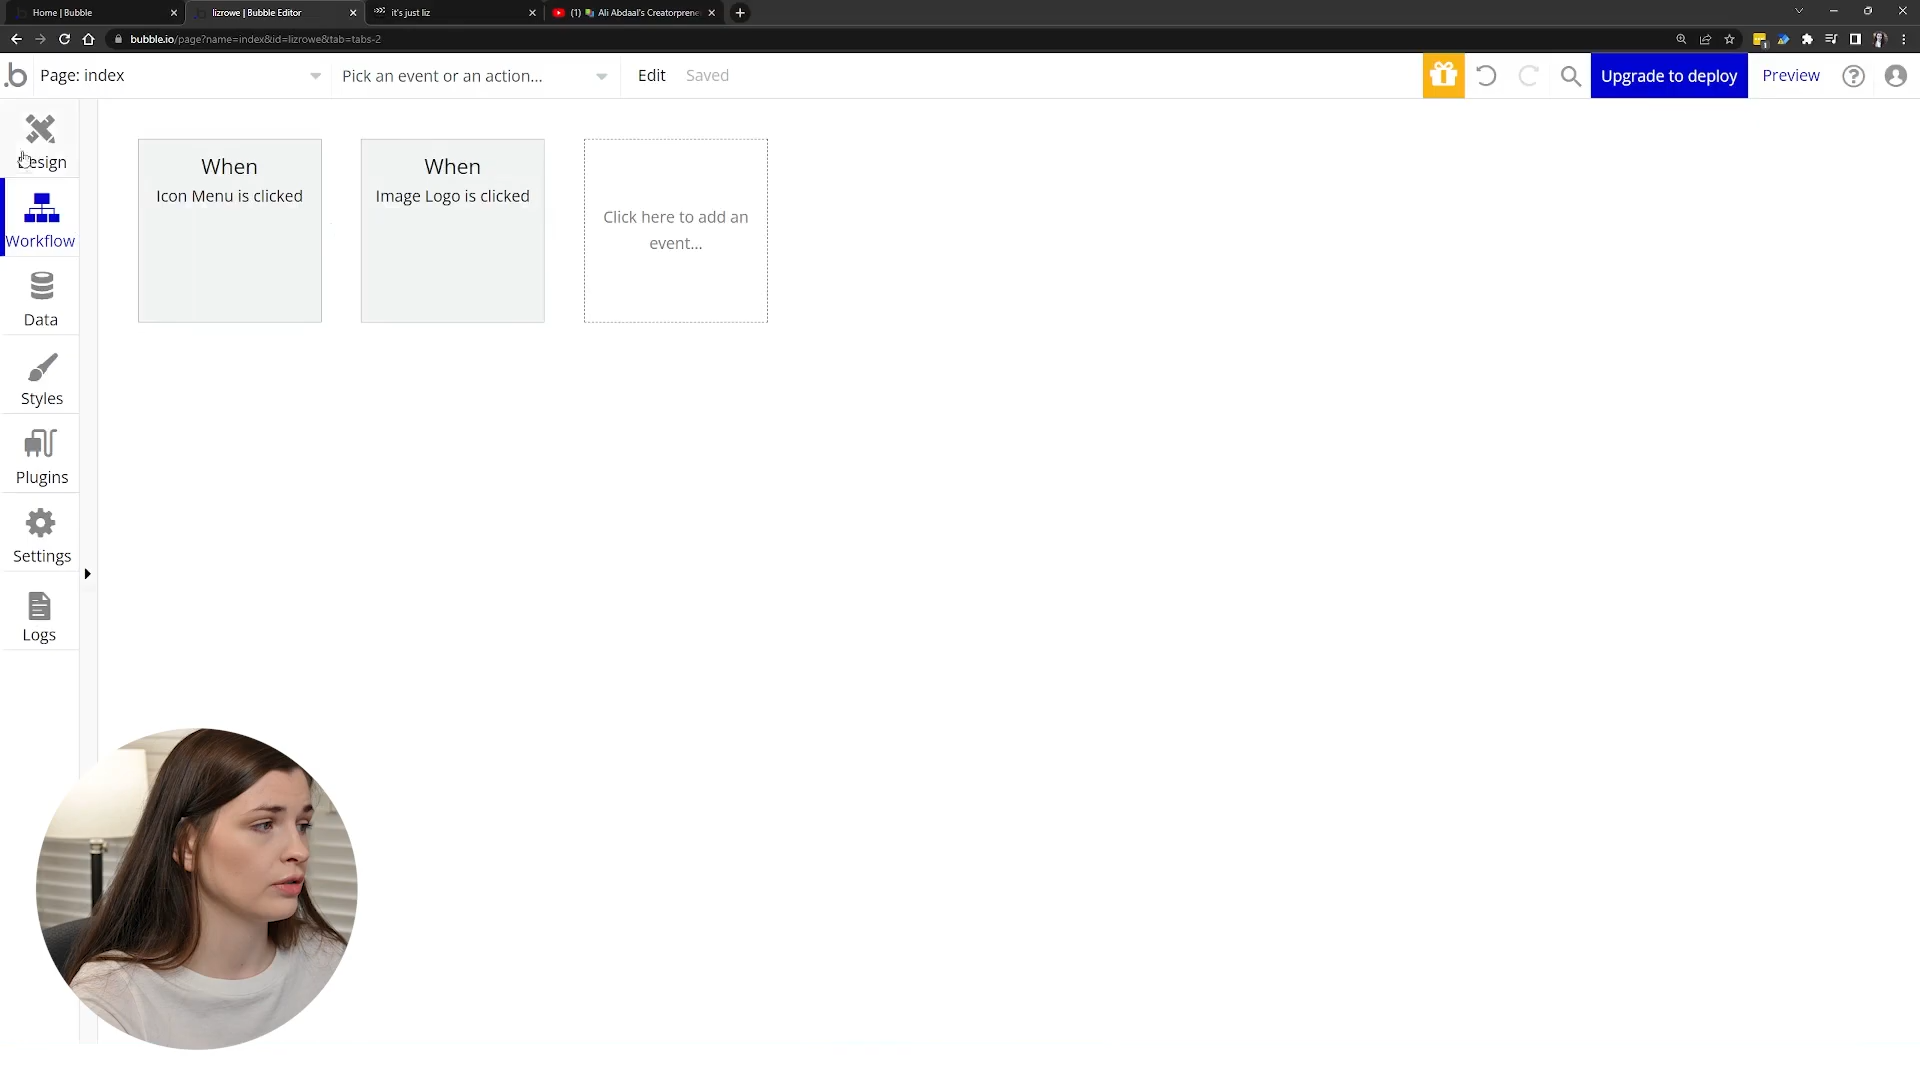 Home | Bubble
lizrowe | Bubble Editor
it's just liz
(1) Ali Abdaal's Creatorprene
bubble.io/page?name=index&id=lizrowe&tab=tabs-2
.b
Page: index
Pick an event or an action...
Edit
Saved
Upgrade to deploy
Preview
Design
Workflow
Data
Styles
Plugins
Settings
Logs
When
Icon Menu is clicked
When
Image Logo is clicked
Click here to add an
event...